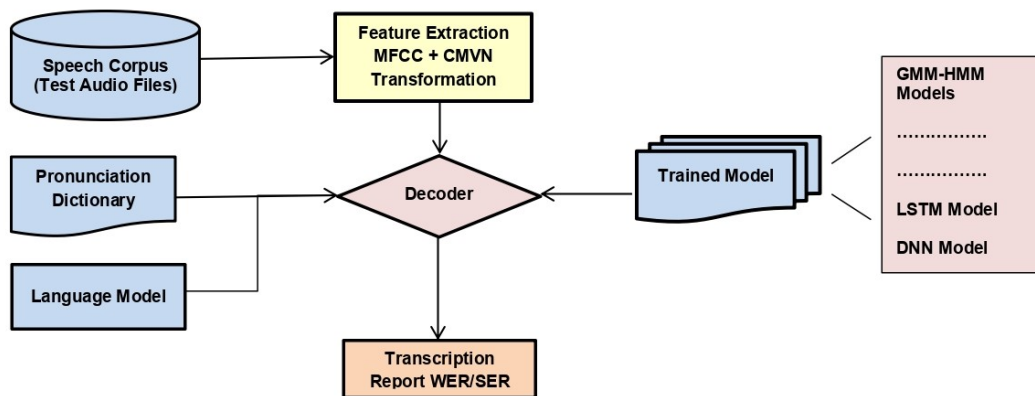 Speech Corpus
(Test Audio Files)
Feature Extraction
MFCC + CMVN
Transformation
Pronunciation
Dictionary
Language Model
Decoder
Trained Model
GMM-HMM
Models
.................
.................
LSTM Model
DNN Model
Transcription
Report WER/SER